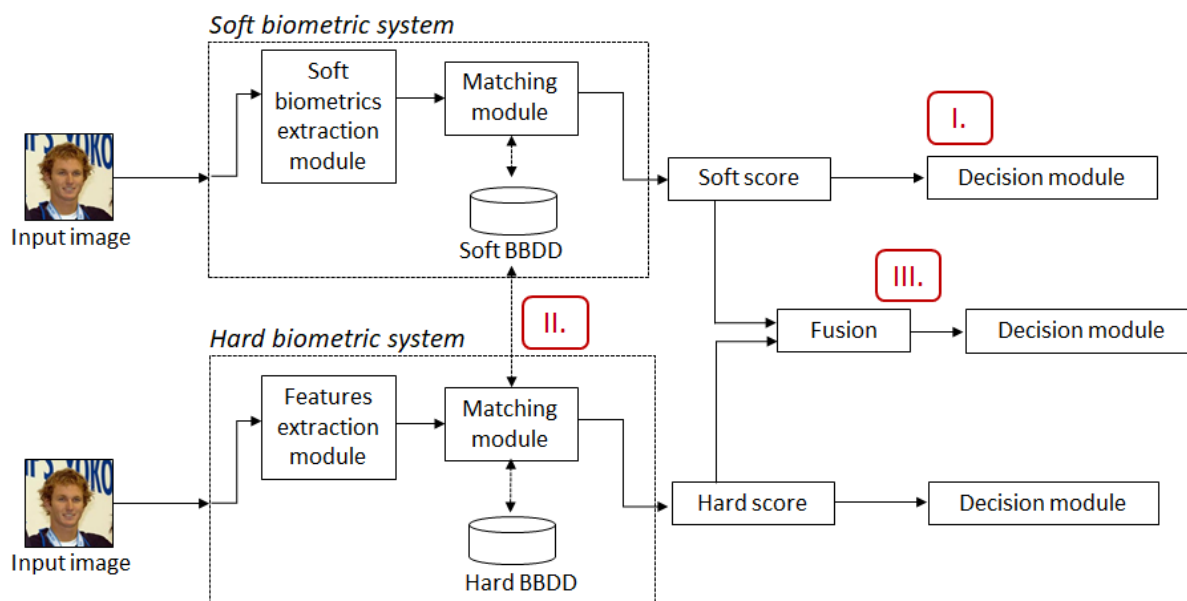 Soft biometric system
Soft
biometrics
extraction
module
Matching
module
I.
Input image
Soft BBDD
Soft score
Decision module
II.
III.
Fusion
Decision module
Hard biometric system
Features
extraction
module
Matching
module
Input image
Hard BBDD
Hard score
Decision module